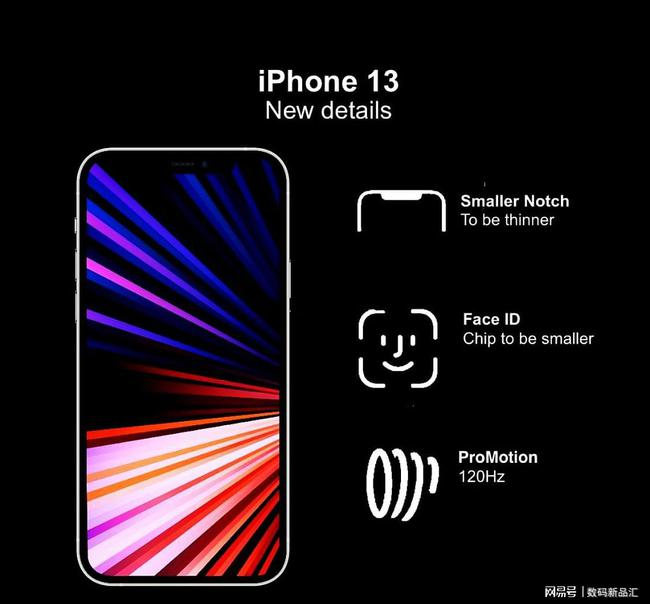 iPhone 13
New details
Smaller Notch
To be thinner
Face ID
Chip to be smaller
ProMotion
120Hz
网易号 | 数码新品汇